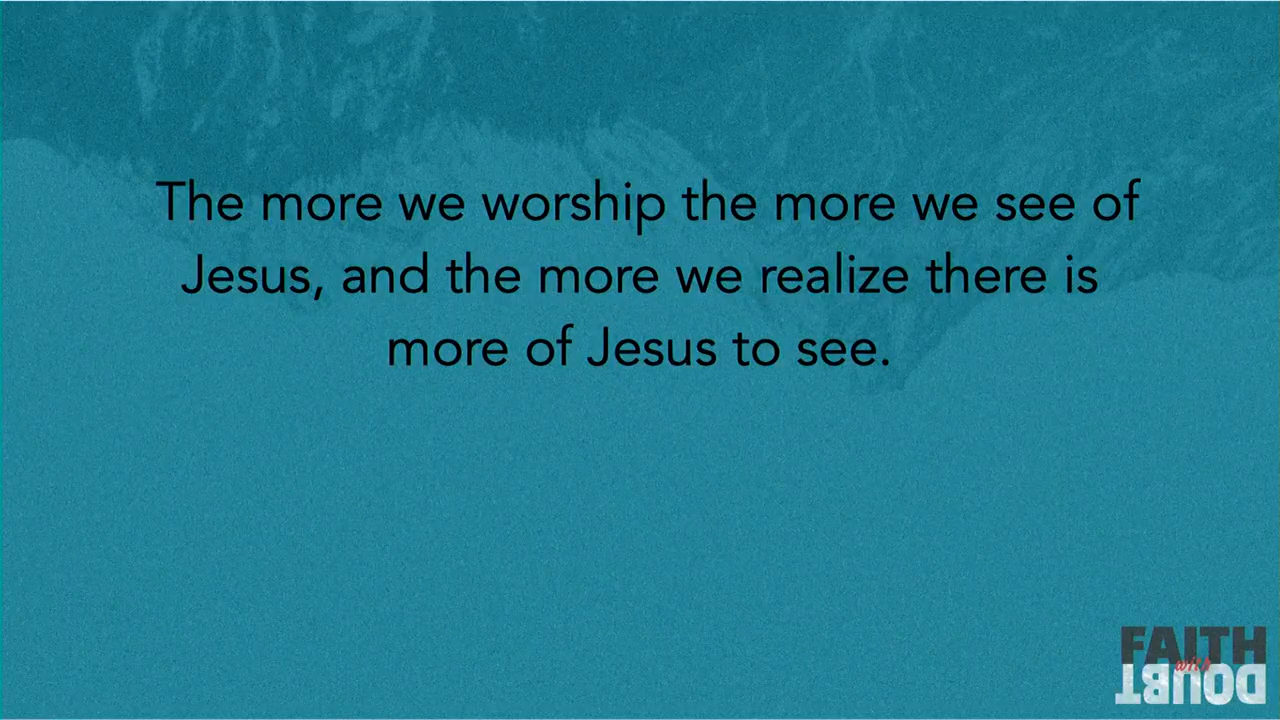 The more we worship the more we see of
Jesus, and the more we realize there is
more of Jesus to see.
FAITH
with
DOUBT